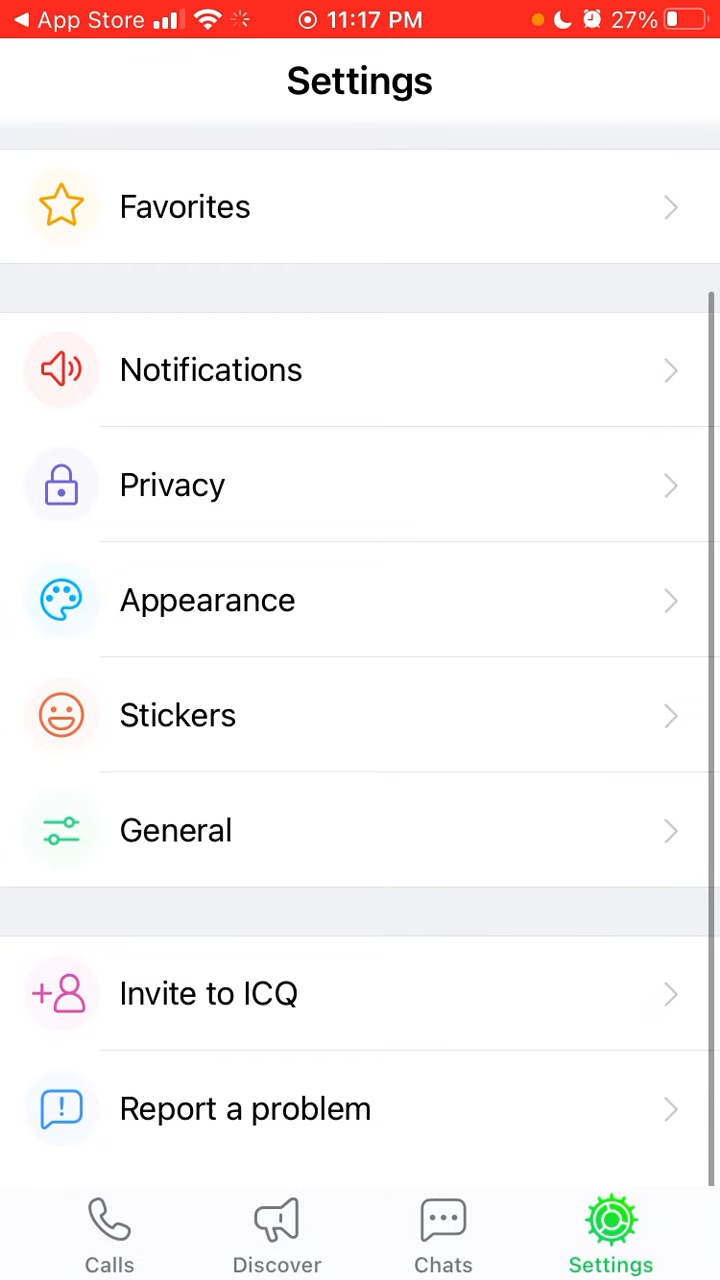 App Store 11:17 PM 27%
Settings
Favorites
Notifications
Privacy
Appearance
Stickers
General
Invite to ICQ
Report a problem
Calls Discover Chats Settings